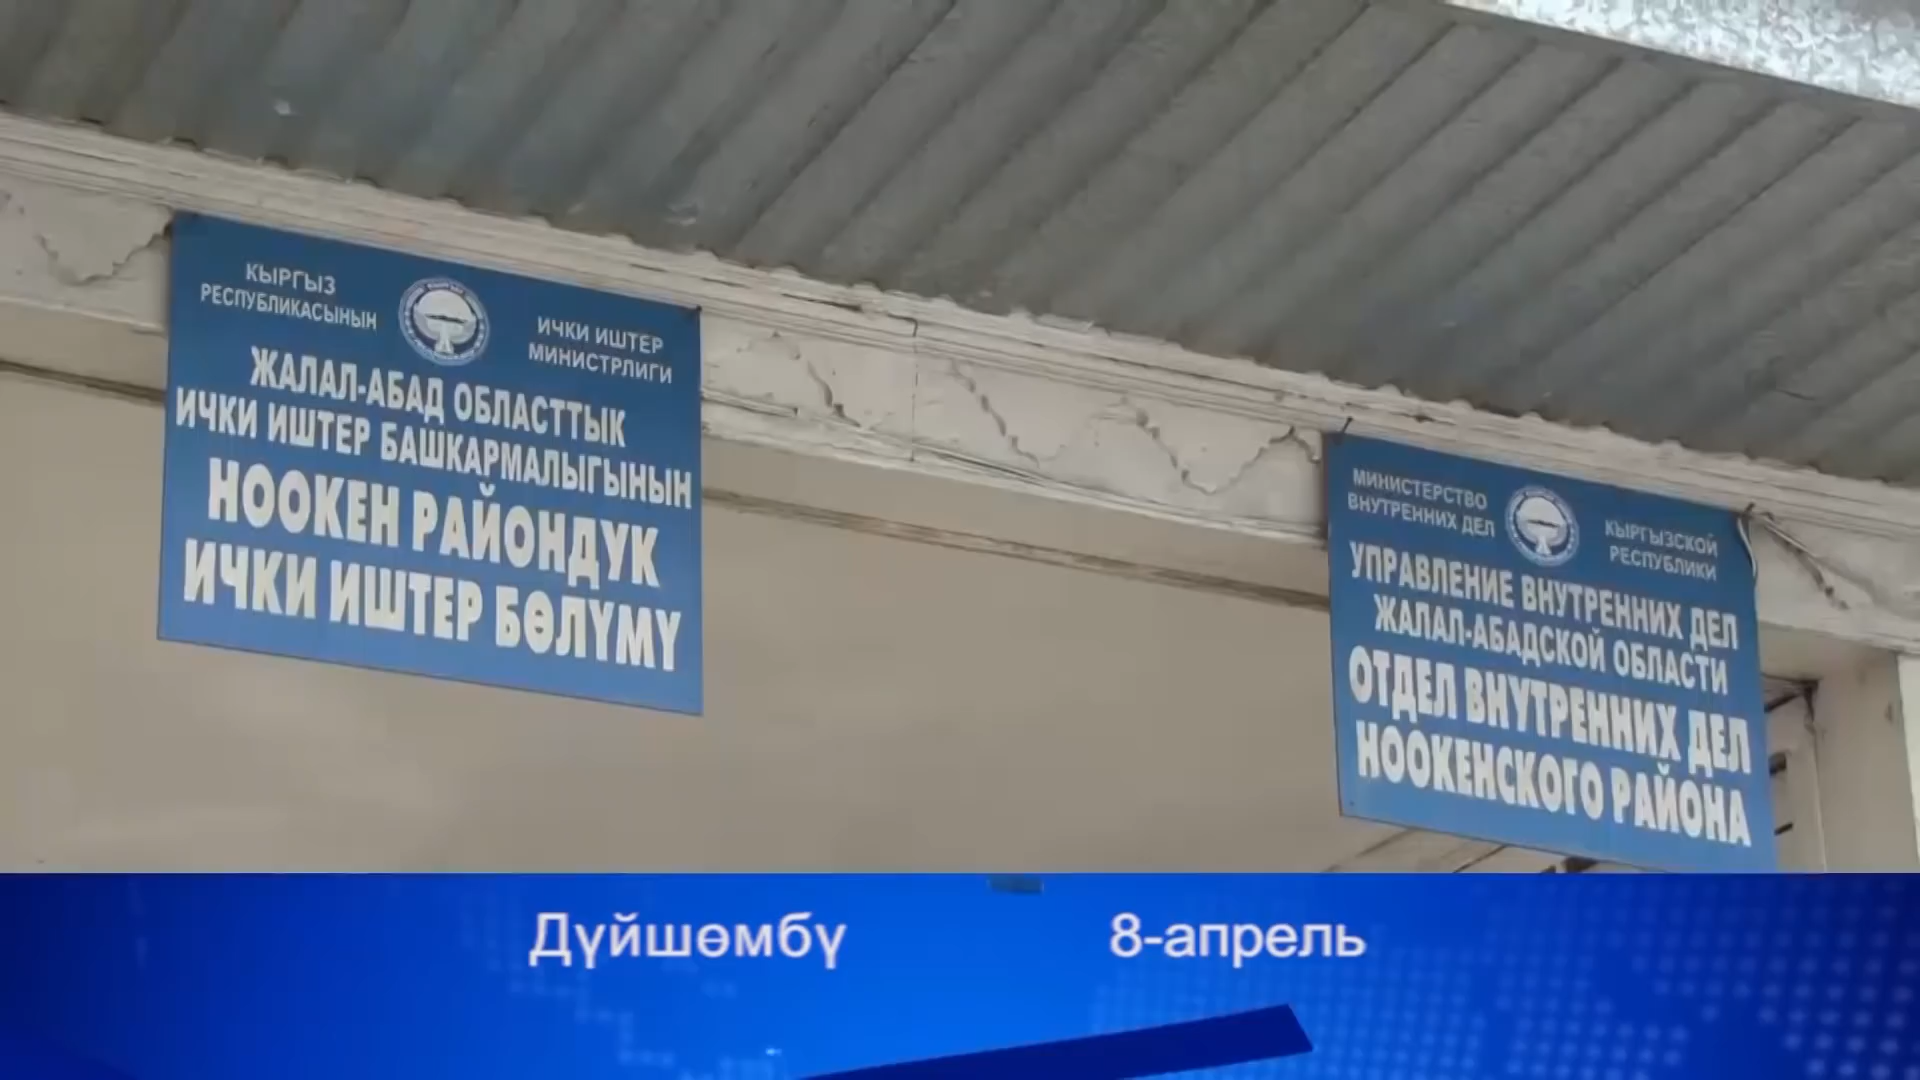 КЫРГЫЗ
РЕСПУБЛИКАСЫНЫН
ИЧКИ ИШТЕР
МИНИСТРЛИГИ
ЖАЛАЛ-АБАД ОБЛАСТТЫК
ИЧКИ ИШТЕР БАШКАРМАЛЫГЫНЫН
НООКЕН РАЙОНДУК
ИЧКИ ИШТЕР БӨЛҮМҮ
МИНИСТЕРСТВО
ВНУТРЕННИХ ДЕЛ
КЫРГЫЗСКОЙ
РЕСПУБЛИКИ
УПРАВЛЕНИЕ ВНУТРЕННИХ ДЕЛ
ЖАЛАЛ-АБАДСКОЙ ОБЛАСТИ
ОТДЕЛ ВНУТРЕННИХ ДЕЛ
НООКЕНСКОГО РАЙОНА
Дүйшөмбү 8-апрель